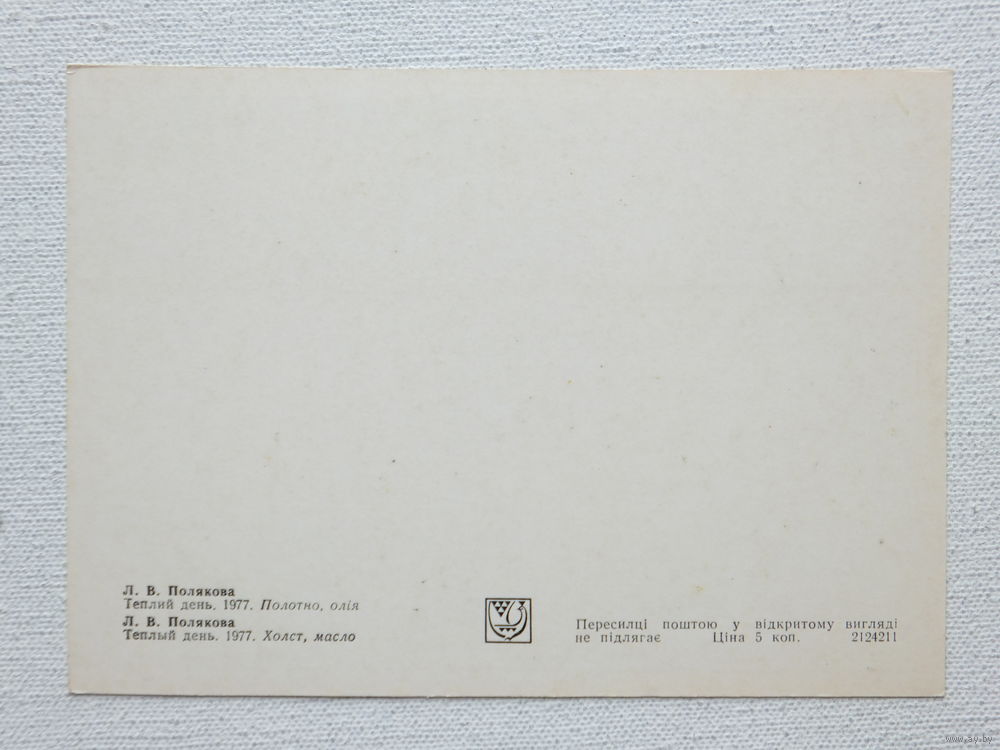 Л. В. Полякова
Теплий день. 1977. Полотно, олія
Л. В. Полякова
Теплый день. 1977. Холст, масло
Пересилці поштою у відкритому вигляді
не підлягає Ціна 5 коп. 2124211
www.ay.by